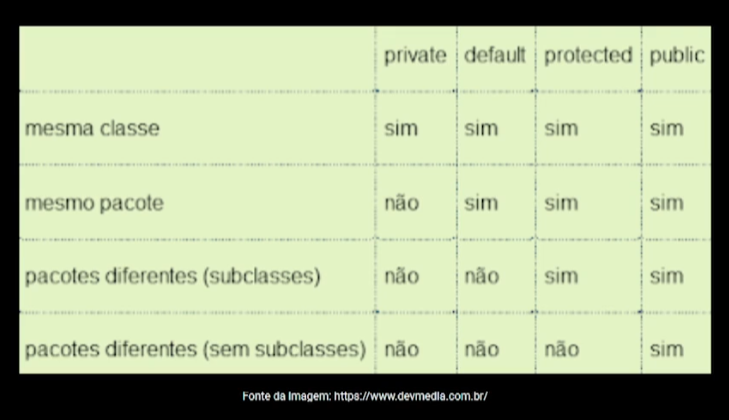 private default protected public
mesma classe sim sim sim sim
mesmo pacote não sim sim sim
pacotes diferentes (subclasses) não não sim sim
pacotes diferentes (sem subclasses) não não não sim
Fonte da Imagem: https://www.devmedia.com.br/